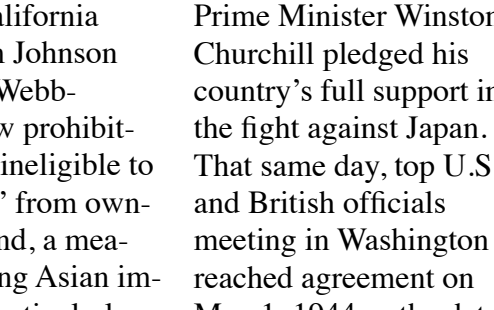 alifornia
Johnson
Webb-
prohibit-
ineligible to
” from own-
nd, a mea-
ng Asian im-
Prime Minister Winston
Churchill pledged his
country’s full support in
the fight against Japan.
That same day, top U.S
and British officials
meeting in Washington
reached agreement on